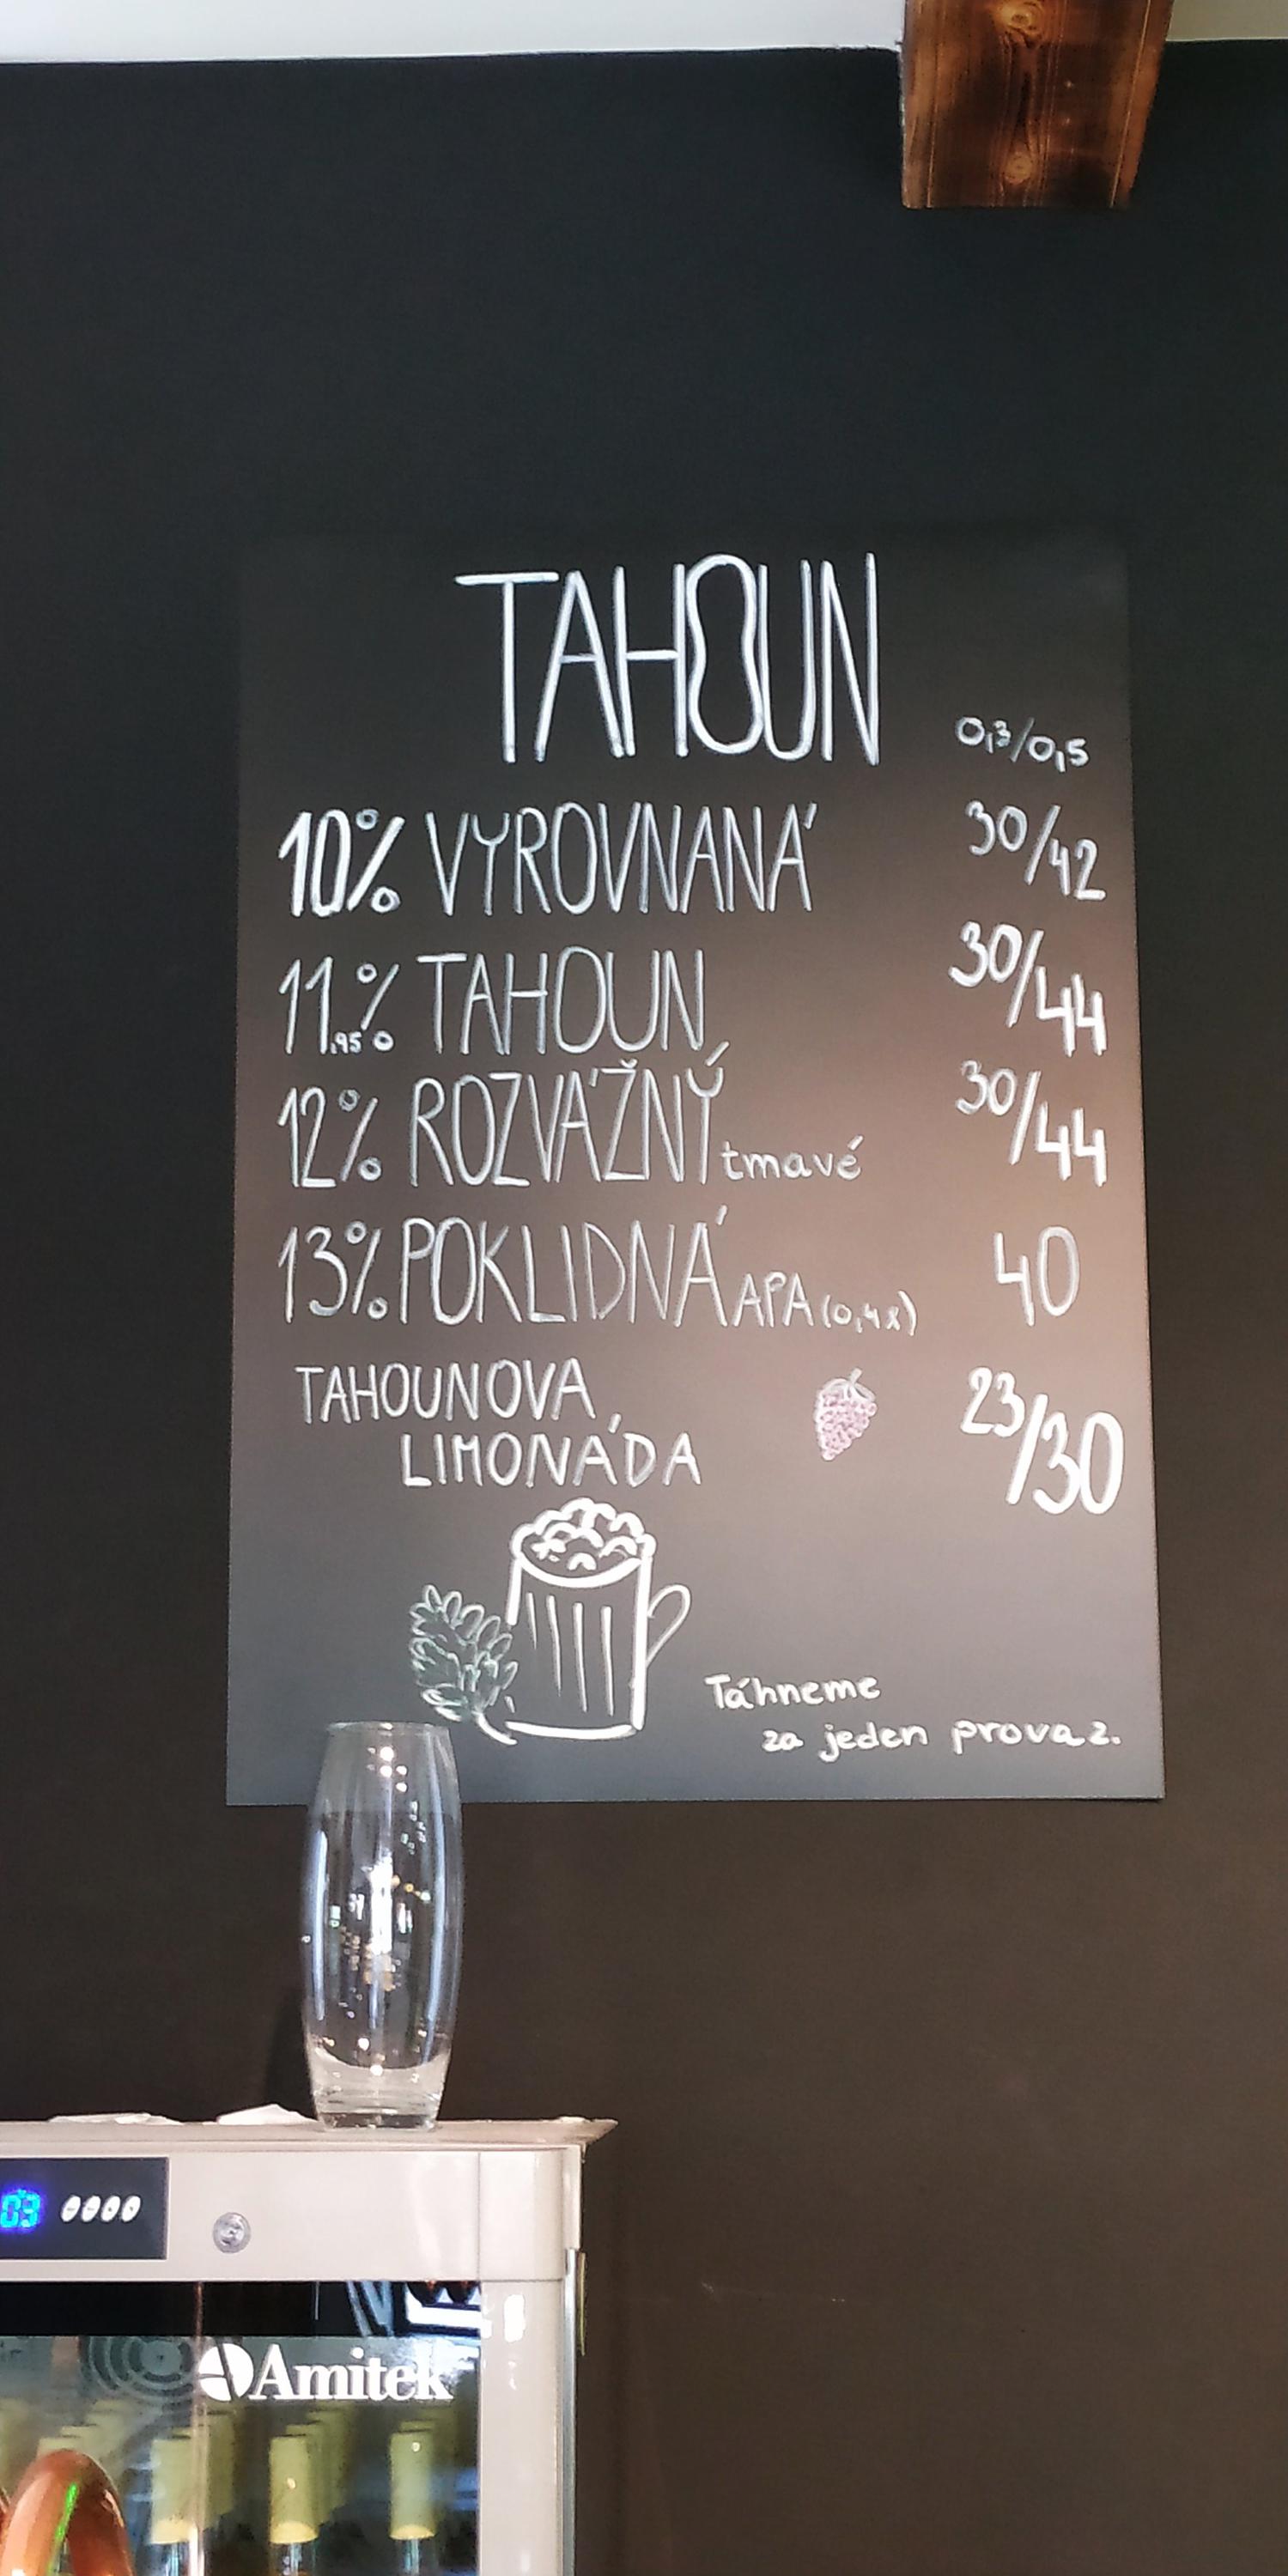 TAHOUN
0,3/0,5
10% VYROVNANÁ 30/42
11.95% TAHOUN 30/44
12% ROZVÁŽNÝ tmavé 30/44
13% POKLIDNÁ APA (0,4l) 40
TAHOUNOVA
LIMONÁDA 23/30
Táhneme
za jeden provaz.
03
Amitek